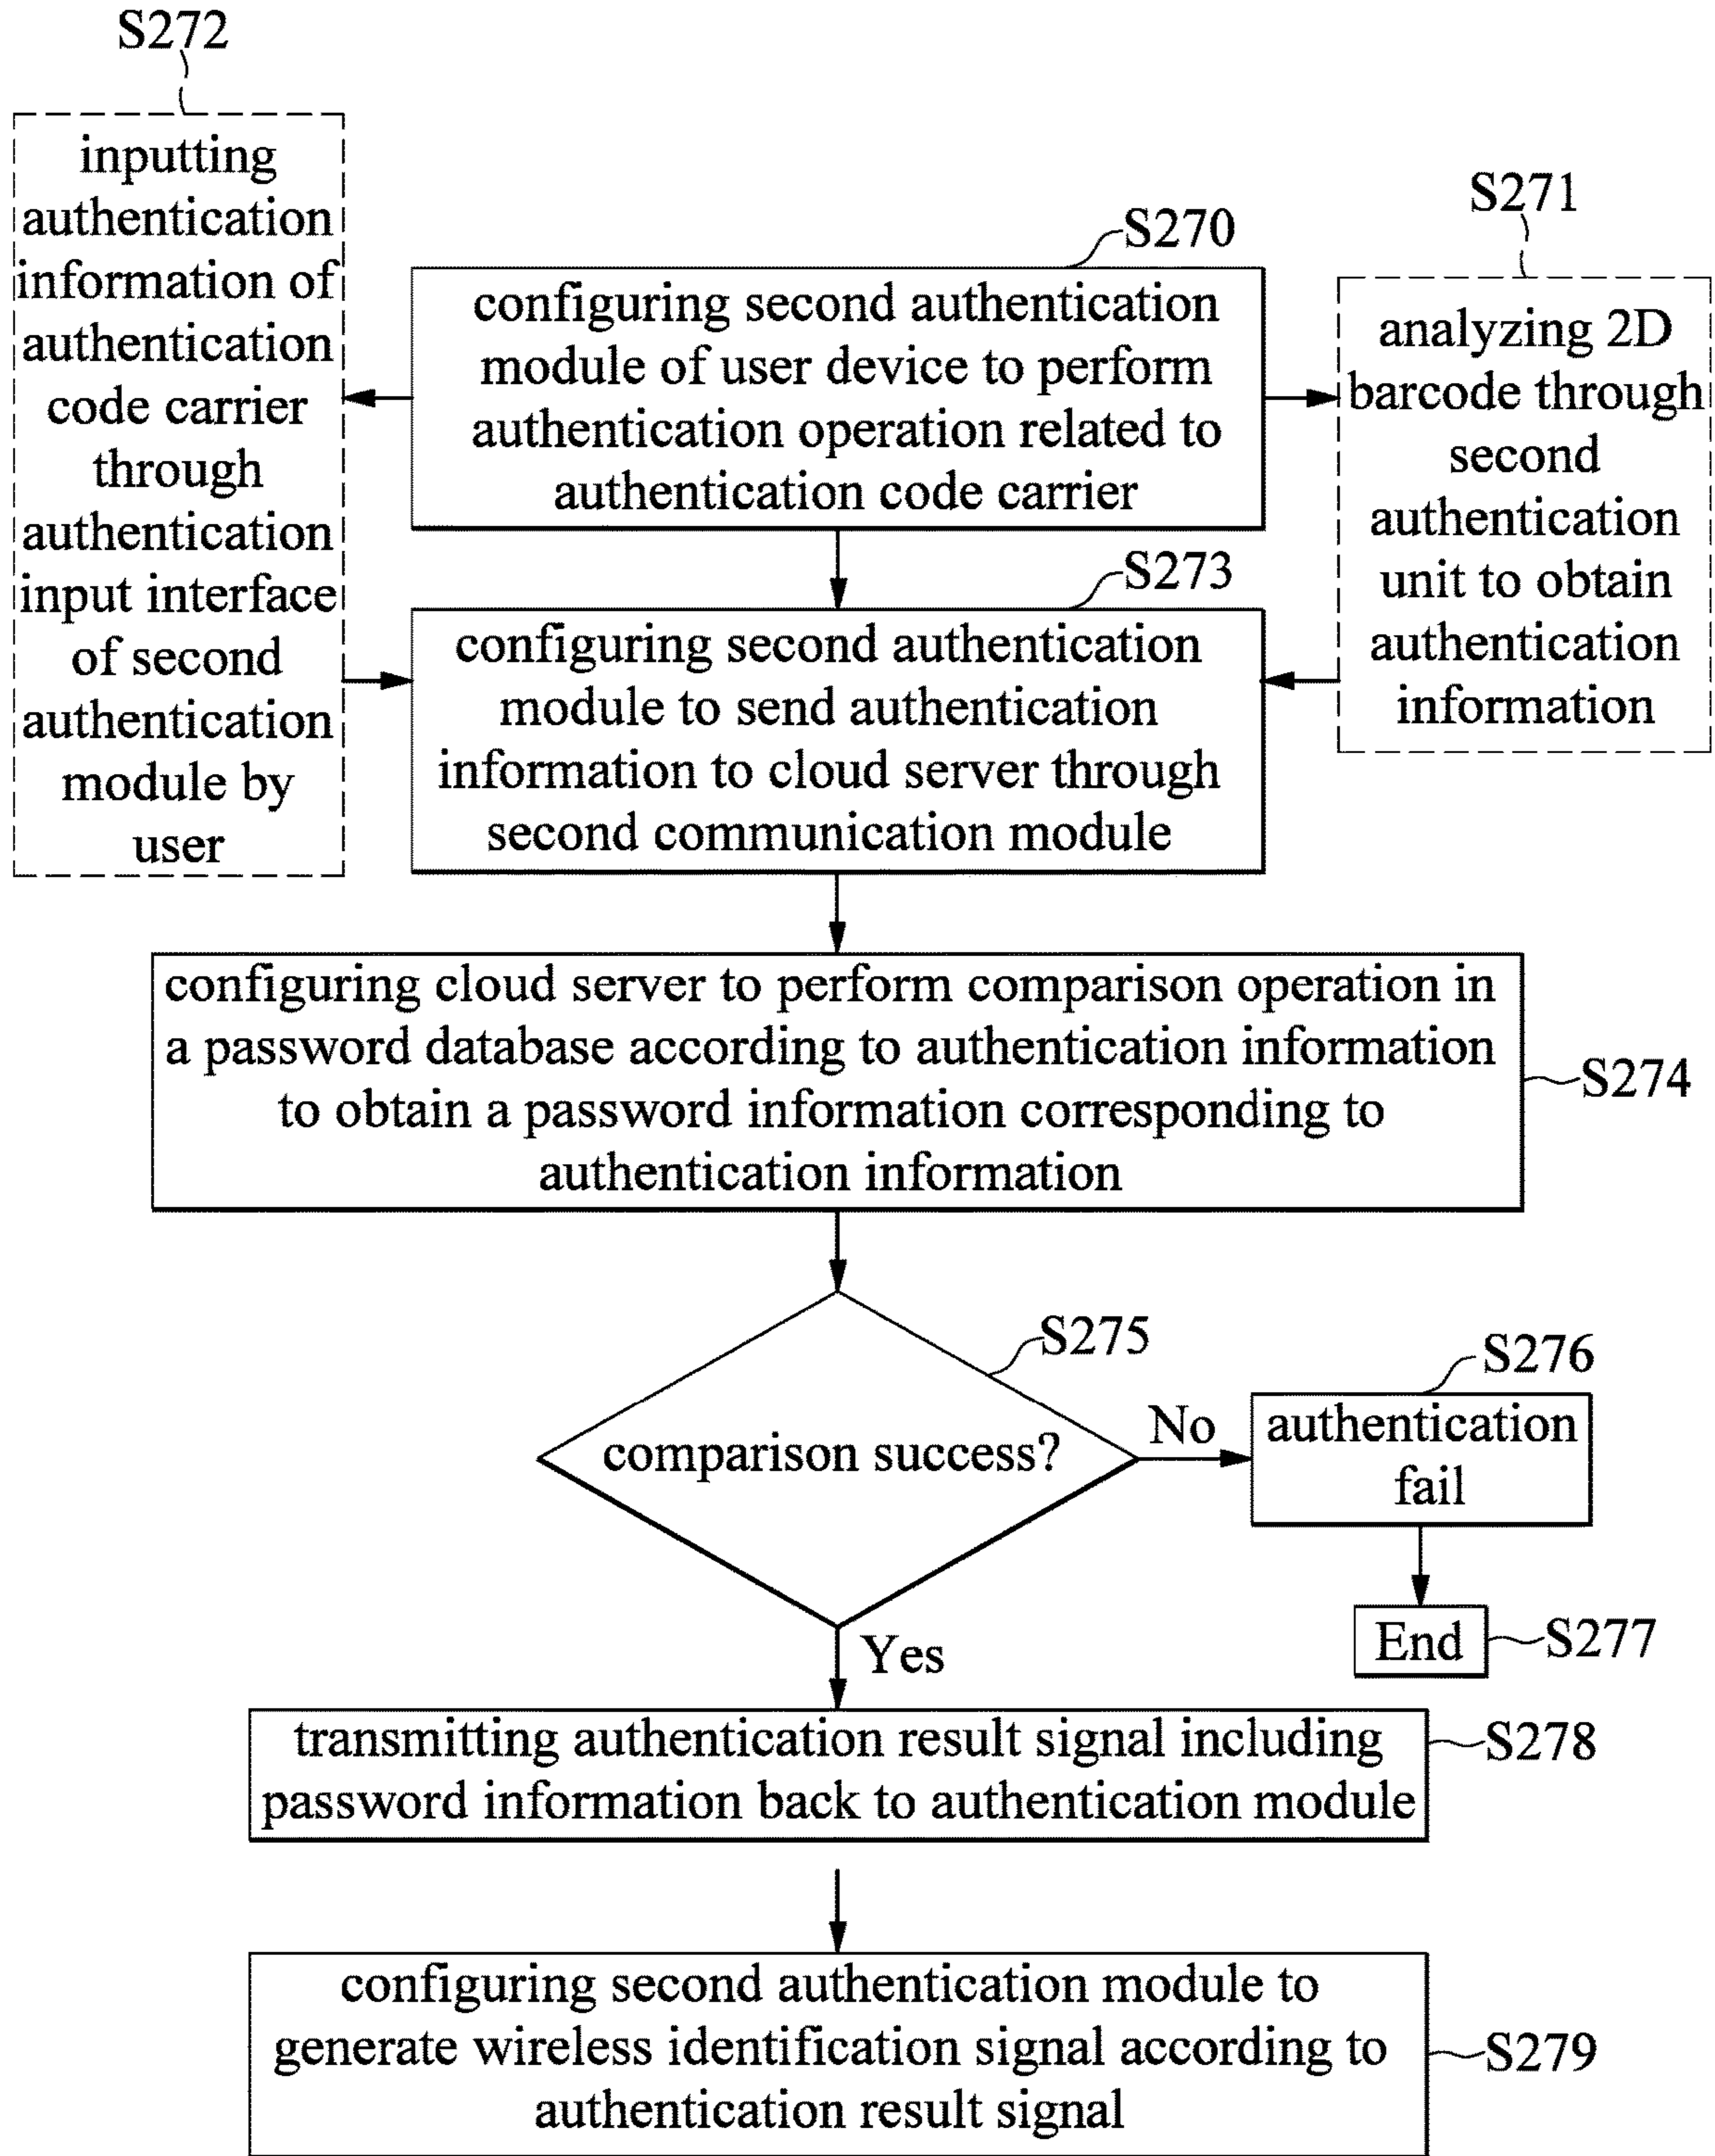 S272
inputting
authentication
information of
authentication
code carrier
through
authentication
input interface
of second
authentication
module by
user
S270
configuring second authentication
module of user device to perform
authentication operation related to
authentication code carrier
S271
analyzing 2D
barcode through
second
authentication
unit to obtain
authentication
information
S273
configuring second authentication
module to send authentication
information to cloud server through
second communication module
configuring cloud server to perform comparison operation in
a password database according to authentication information
to obtain a password information corresponding to
authentication information
S274
S275
comparison success?
No
S276
authentication
fail
End
S277
Yes
transmitting authentication result signal including
password information back to authentication module
S278
configuring second authentication module to
generate wireless identification signal according to
authentication result signal
S279